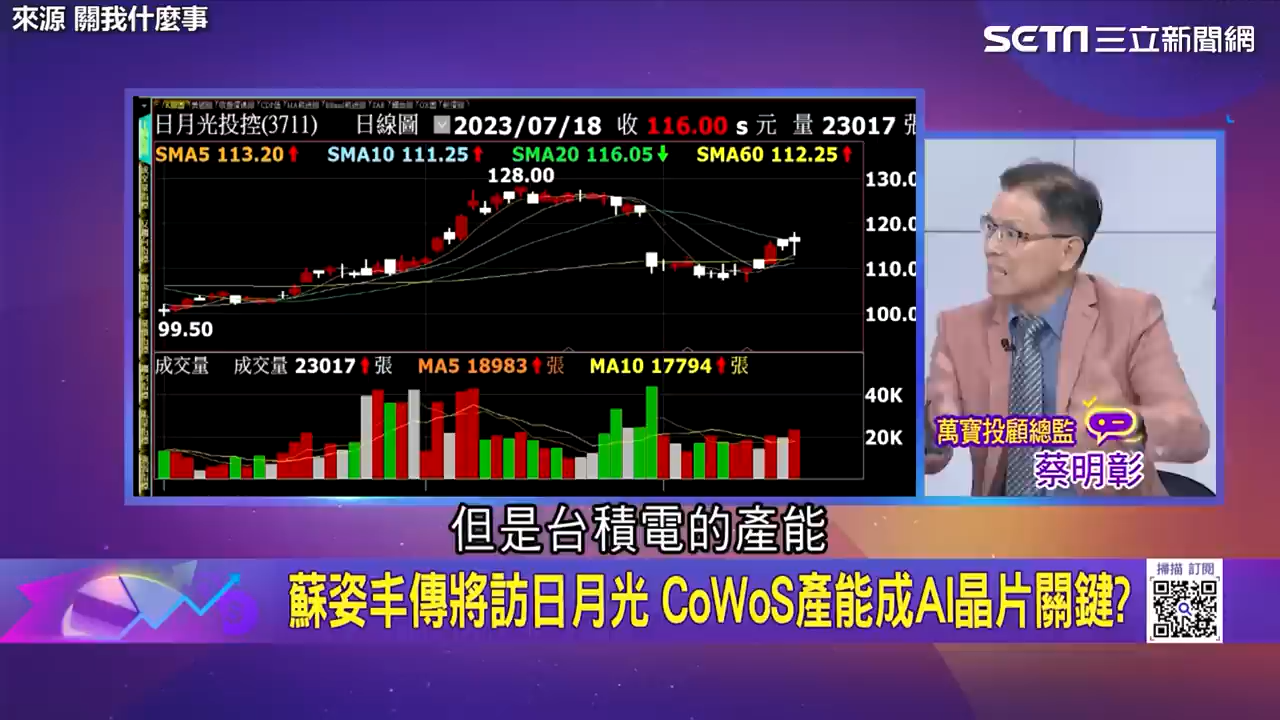 來源 關我什麼事
SETN三立新聞網
日月光投控(3711) 日線圖 2023/07/18 收 116.00 s 元 量 23017 張
SMA5 113.20 SMA10 111.25 SMA20 116.05 SMA60 112.25
128.00
130.0
120.0
110.0
100.0
99.50
成交量 成交量 23017 張 MA5 18983 張 MA10 17794 張
40K
20K
萬寶投顧總監
蔡明彰
但是台積電的產能
蘇姿丰傳將訪日月光 CoWoS產能成AI晶片關鍵?
掃描 訂閱